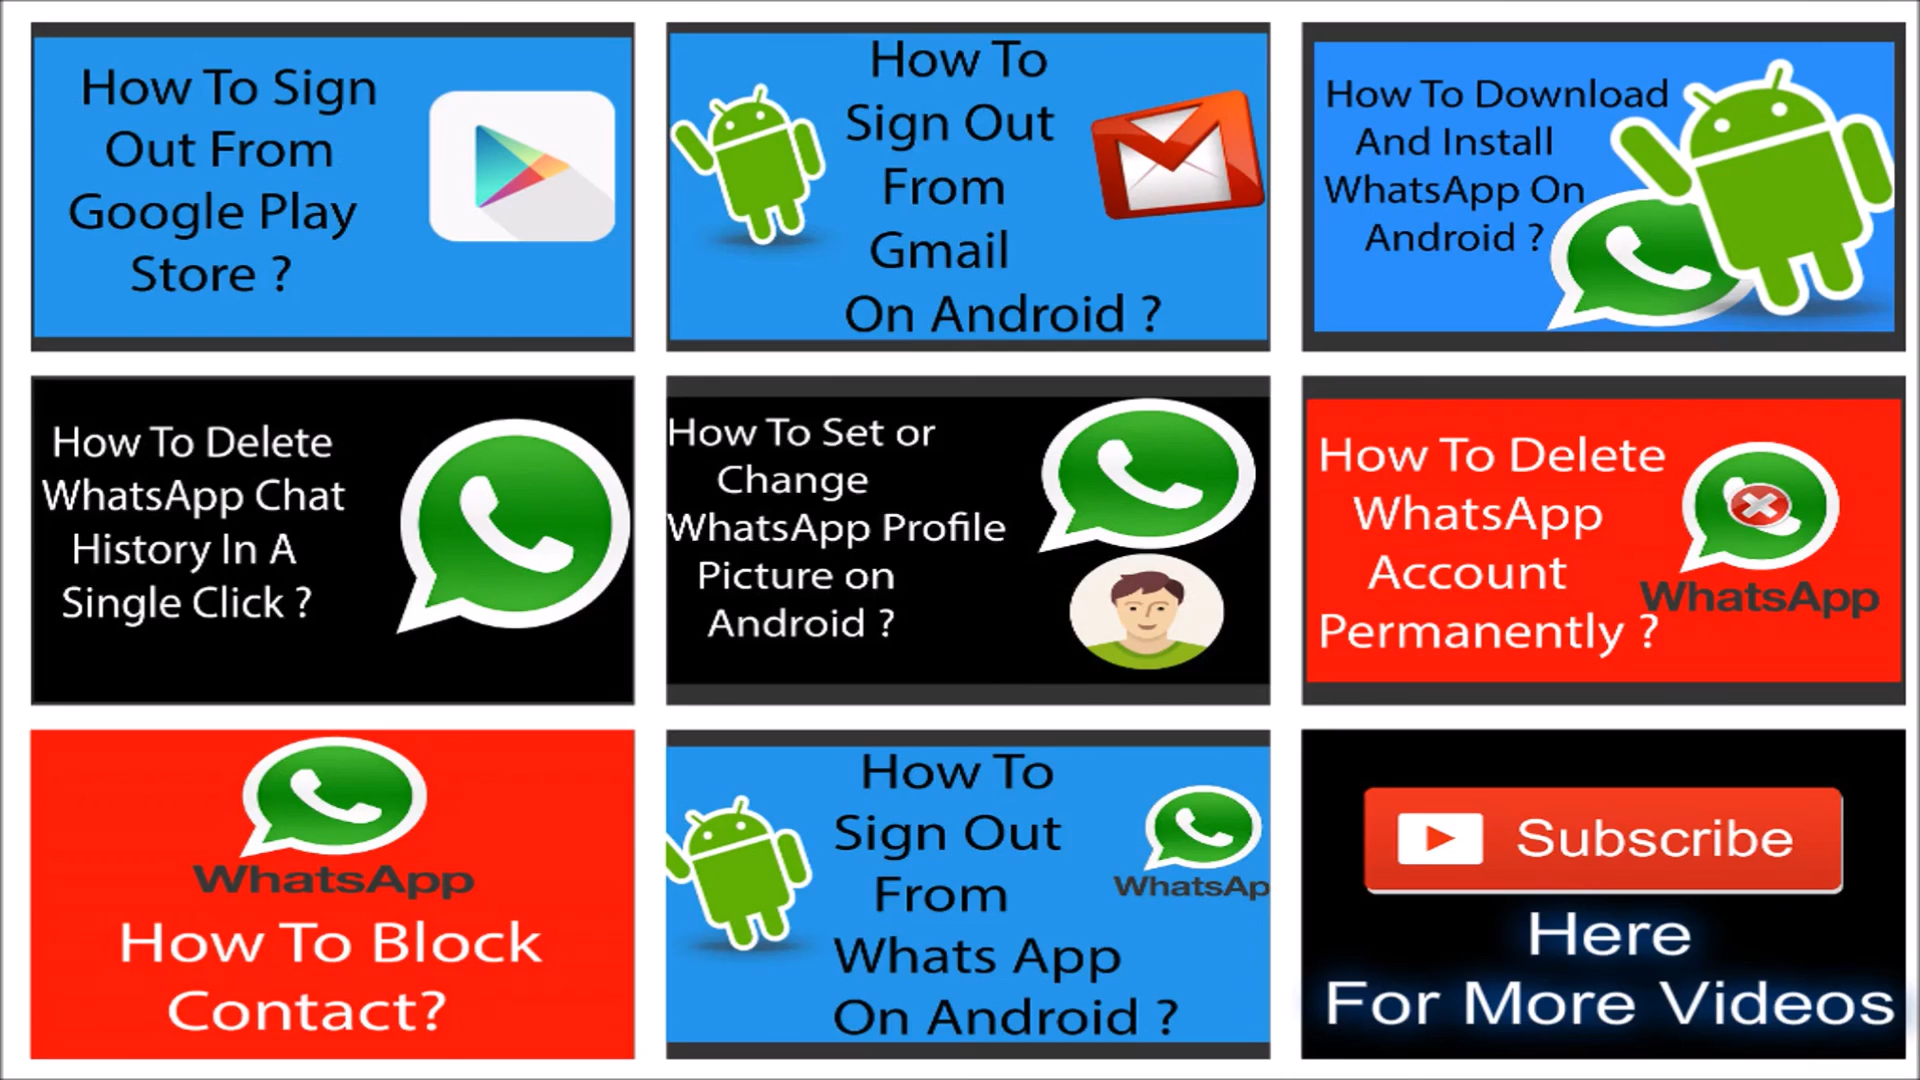 How To Sign
Out From
Google Play
Store ?
How To
Sign Out
From
Gmail
On Android ?
How To Download
And Install
WhatsApp On
Android ?
How To Delete
WhatsApp Chat
History In A
Single Click ?
How To Set or
Change
WhatsApp Profile
Picture on
Android ?
How To Delete
WhatsApp
Account
Permanently ?
WhatsApp
WhatsApp
How To Block
Contact?
How To
Sign Out
From
Whats App
On Android ?
WhatsAp
Subscribe
Here
For More Videos